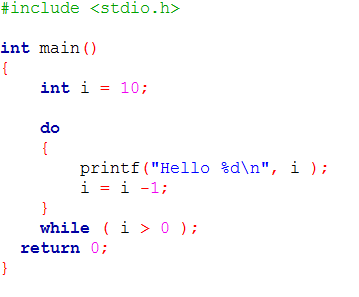 #include <stdio.h>
int main()
{
    int i = 10;
    do
    {
        printf("Hello %d\n", i );
        i = i -1;
    }
    while ( i > 0 );
  return 0;
}